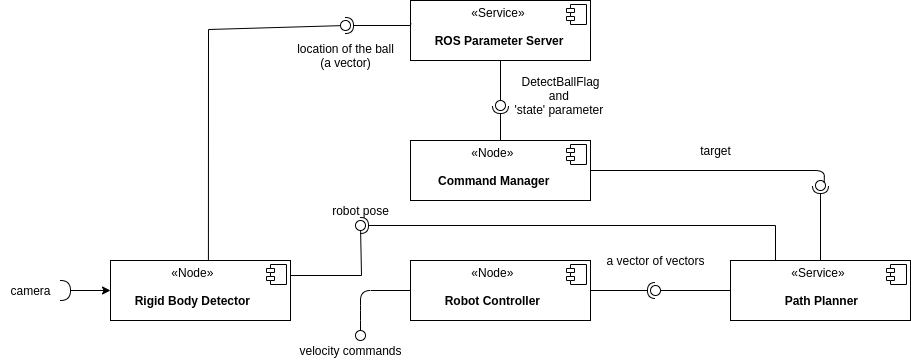 «Service»
ROS Parameter Server
location of the ball
(a vector)
DetectBallFlag
and
'state' parameter
«Node»
Command Manager
target
robot pose
camera
«Node»
Rigid Body Detector
«Node»
Robot Controller
a vector of vectors
«Service»
Path Planner
velocity commands